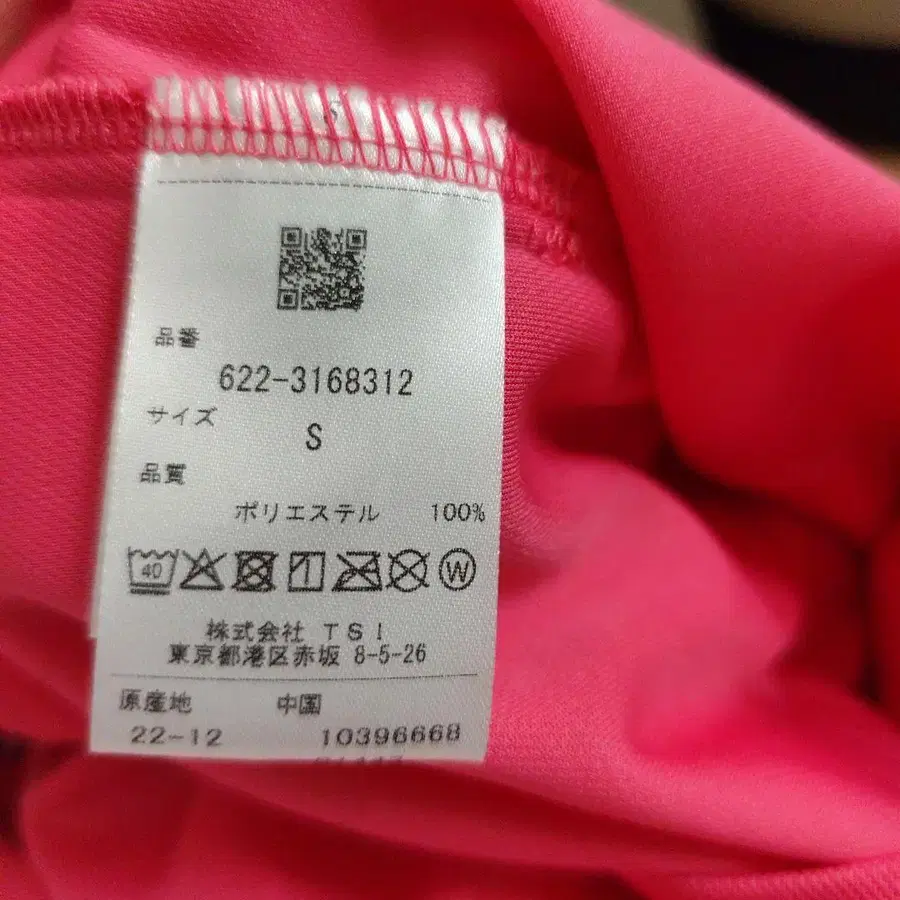 品番
622-3168312
サイズ
S
品質
ポリエステル 100%
40 W
株式会社 TSI
東京都港区赤坂 8-5-26
原産地 中国
22-12 10396668